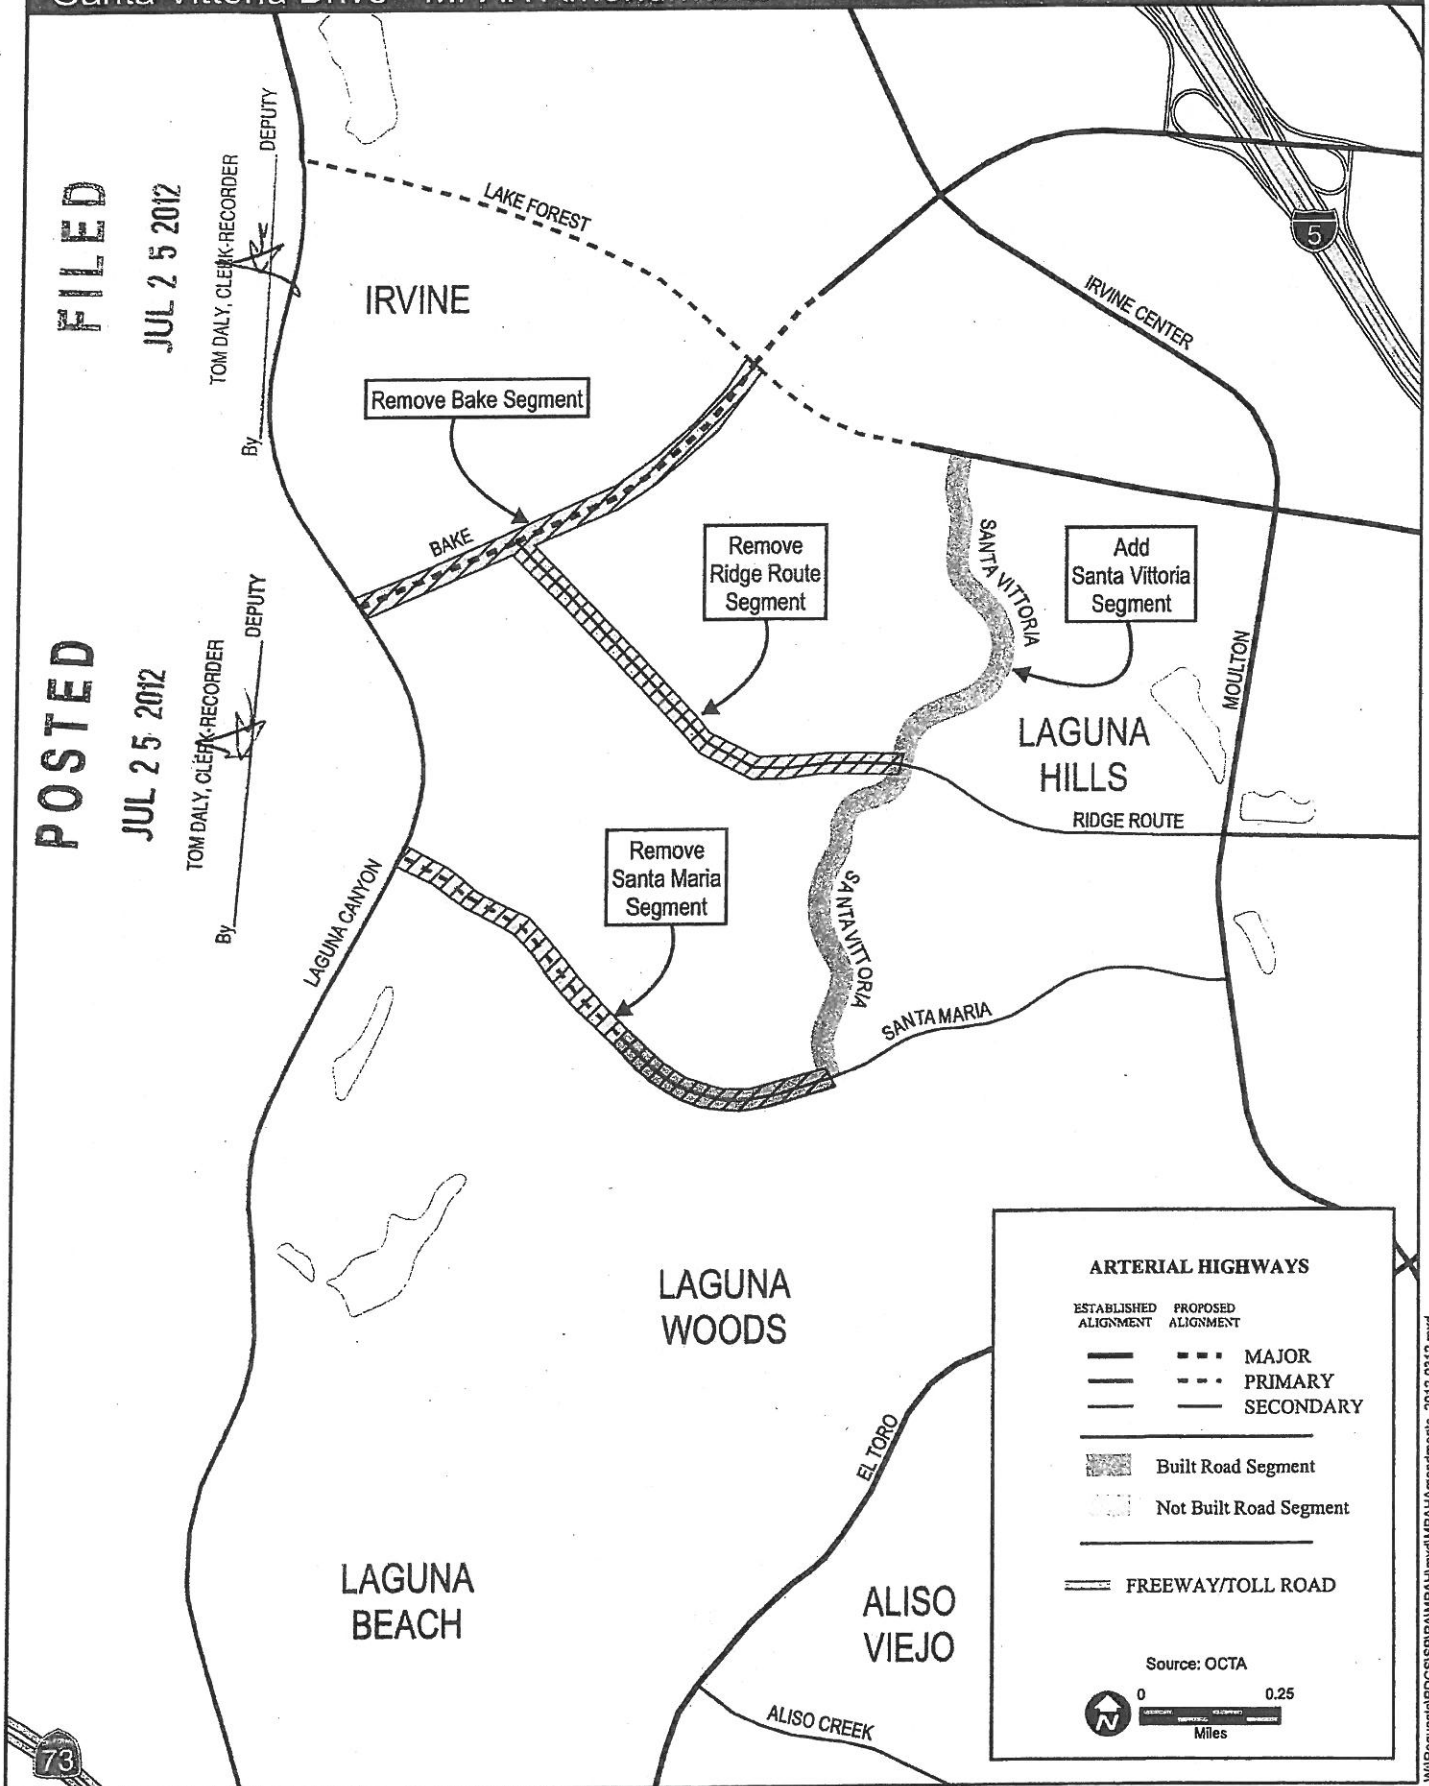 FILED
JUL 25 2012
TOM DALY, CLERK-RECORDER
By DEPUTY
POSTED
JUL 25 2012
TOM DALY, CLERK-RECORDER
By DEPUTY
LAKE FOREST
IRVINE
5
IRVINE CENTER
Remove Bake Segment
BAKE
Remove
Ridge Route
Segment
SANTA VITTORIA
Add
Santa Vittoria
Segment
MOULTON
LAGUNA
HILLS
RIDGE ROUTE
Remove
Santa Maria
Segment
LAGUNA CANYON
SANTA VITTORIA
SANTA MARIA
LAGUNA
WOODS
EL TORO
LAGUNA
BEACH
ALISO
VIEJO
ALISO CREEK
73
ARTERIAL HIGHWAYS
ESTABLISHED ALIGNMENT
PROPOSED ALIGNMENT
MAJOR
PRIMARY
SECONDARY
Built Road Segment
Not Built Road Segment
FREEWAY/TOLL ROAD
Source: OCTA
N
0 0.25
Miles